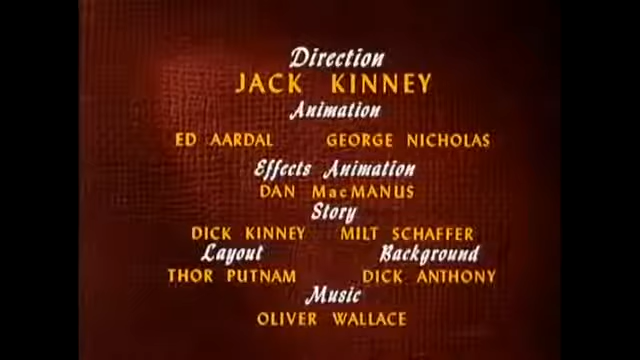 Direction
JACK KINNEY
Animation
ED AARDAL GEORGE NICHOLAS
Effects Animation
DAN MacMANUS
Story
DICK KINNEY MILT SCHAFFER
Layout Background
THOR PUTNAM DICK ANTHONY
Music
OLIVER WALLACE